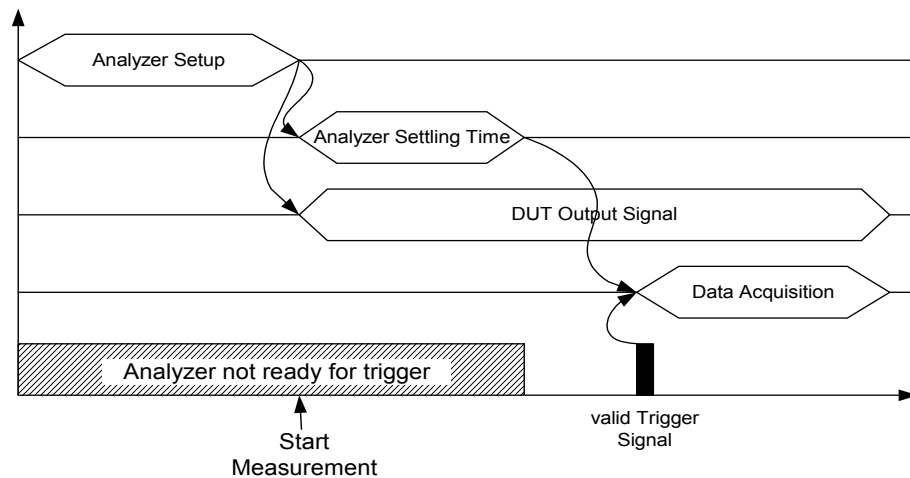 Analyzer Setup
Analyzer Settling Time
DUT Output Signal
Data Acquisition
Analyzer not ready for trigger
valid Trigger
Signal
Start
Measurement